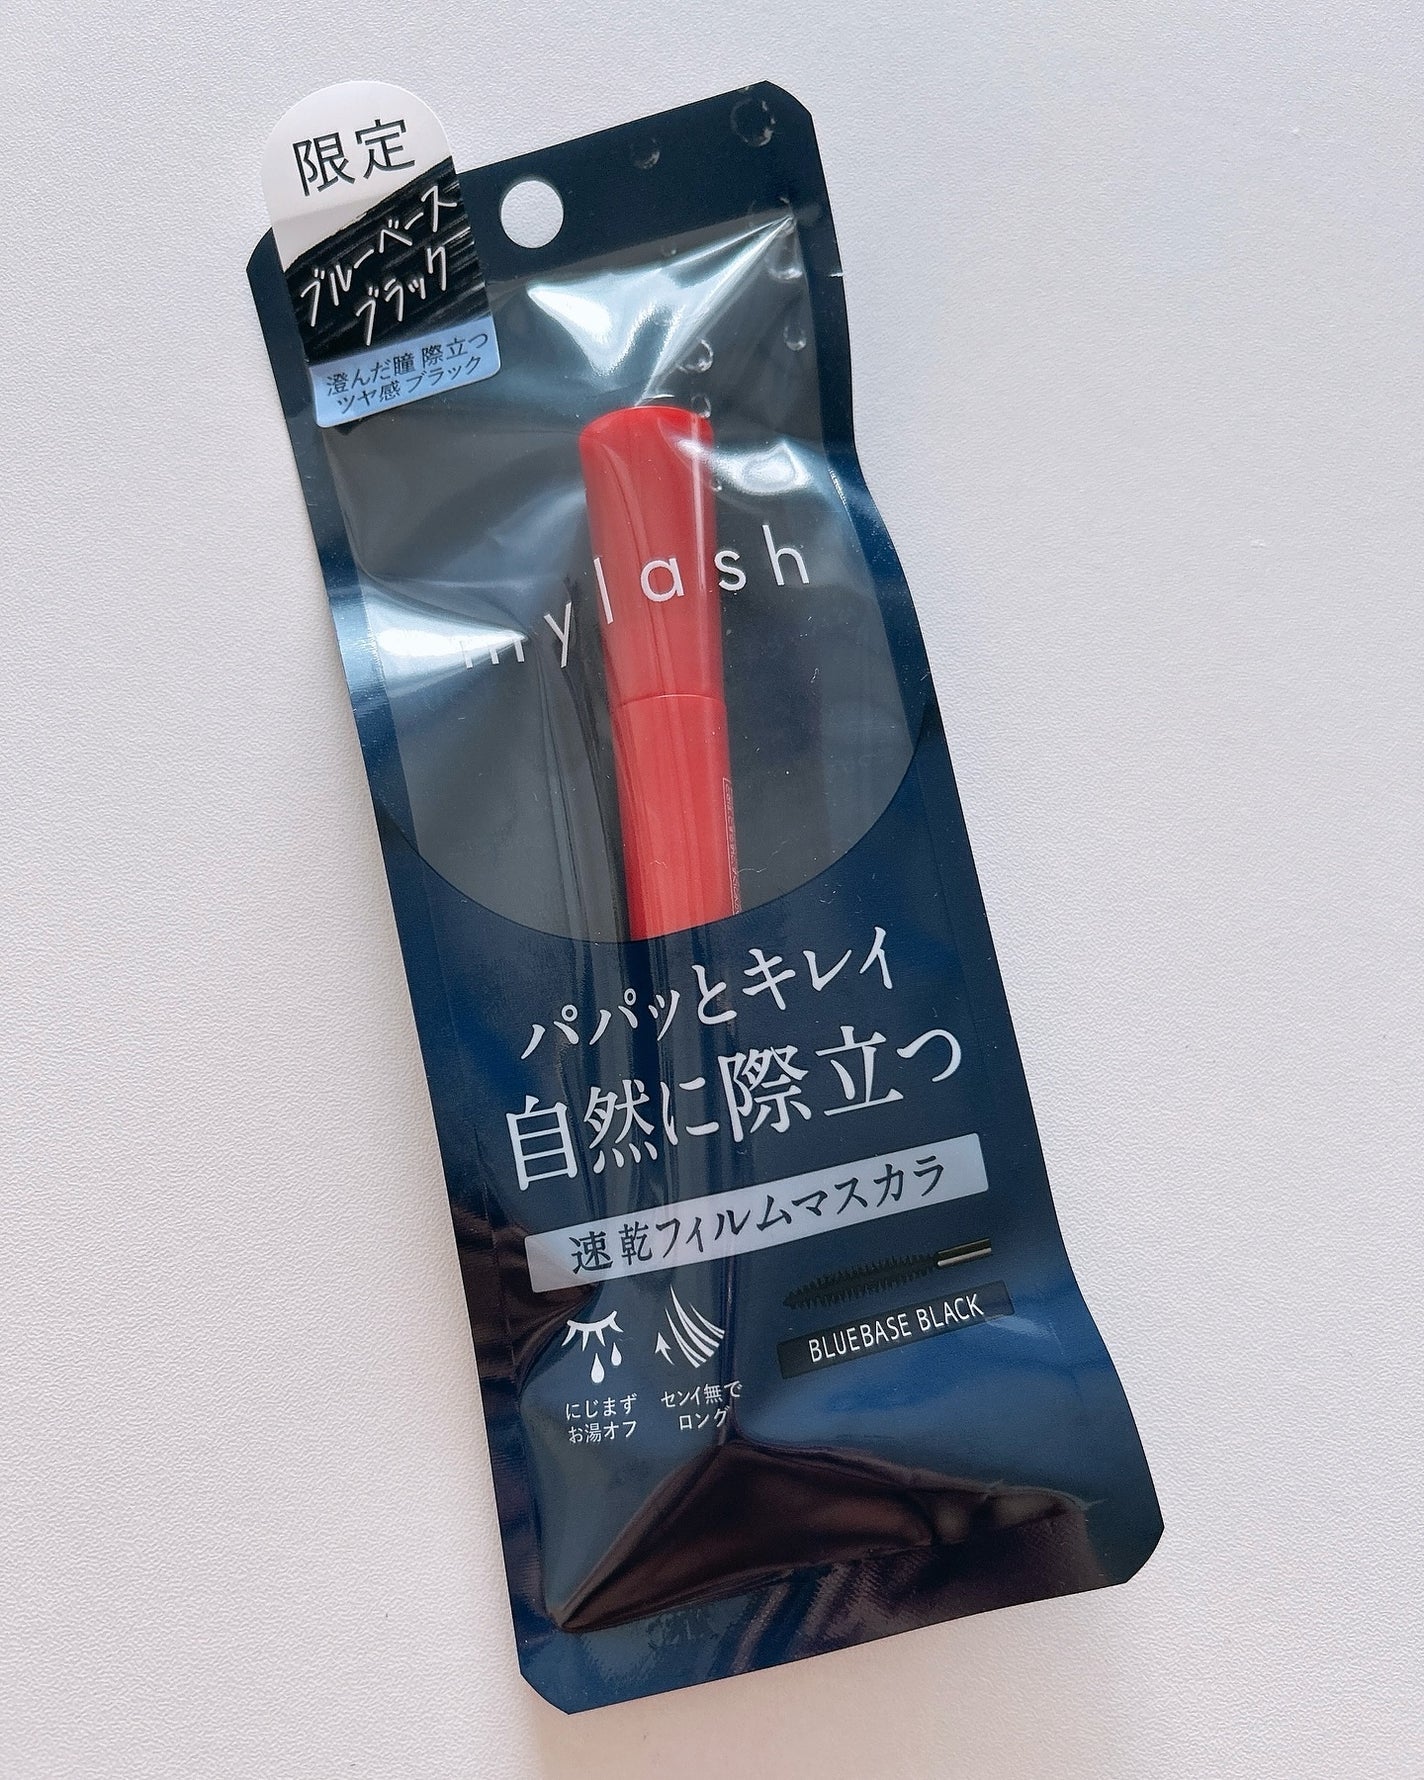 限定
ブルーベース
ブラック
澄んだ瞳 際立つ
ツヤ感 ブラック
mylash
パパッとキレイ
自然に際立つ
速乾フィルムマスカラ
BLUEBASE BLACK
にじまず
お湯オフ
センイ無で
ロング